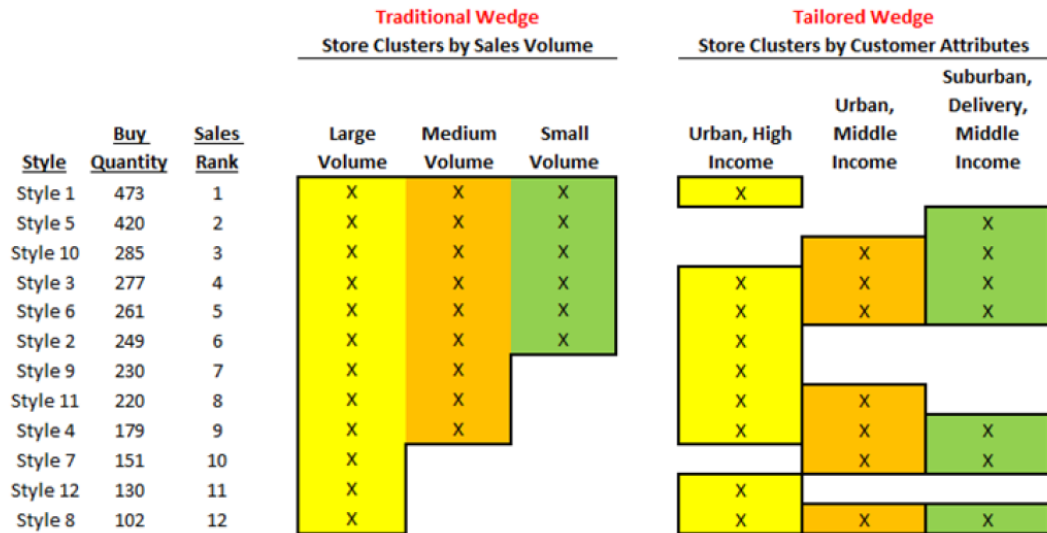 Traditional Wedge Tailored Wedge
Store Clusters by Sales Volume Store Clusters by Customer Attributes
Suburban,
Urban, Delivery,
Buy Sales Large Medium Small Urban, High Middle Middle
Style Quantity Rank Volume Volume Volume Income Income Income
Style 1 473 1 X X X X
Style 5 420 2 X X X X
Style 10 285 3 X X X X X
Style 3 277 4 X X X X X X
Style 6 261 5 X X X X X X
Style 2 249 6 X X X X
Style 9 230 7 X X X
Style 11 220 8 X X X X
Style 4 179 9 X X X X X
Style 7 151 10 X X X
Style 12 130 11 X X
Style 8 102 12 X X X X